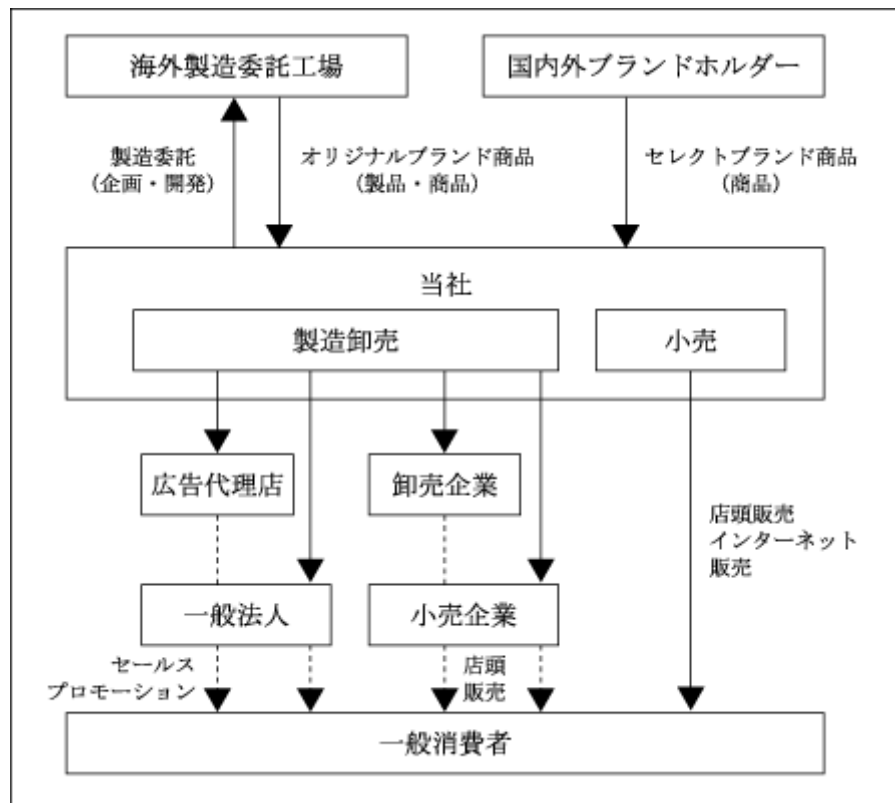 海外製造委託工場
国内外ブランドホルダー
製造委託
(企画・開発)
オリジナルブランド商品
(製品・商品)
セレクトブランド商品
(商品)
当社
製造卸売
小売
広告代理店
卸売企業
店頭販売
インターネット
販売
一般法人
小売企業
セールス
プロモーション
店頭
販売
一般消費者